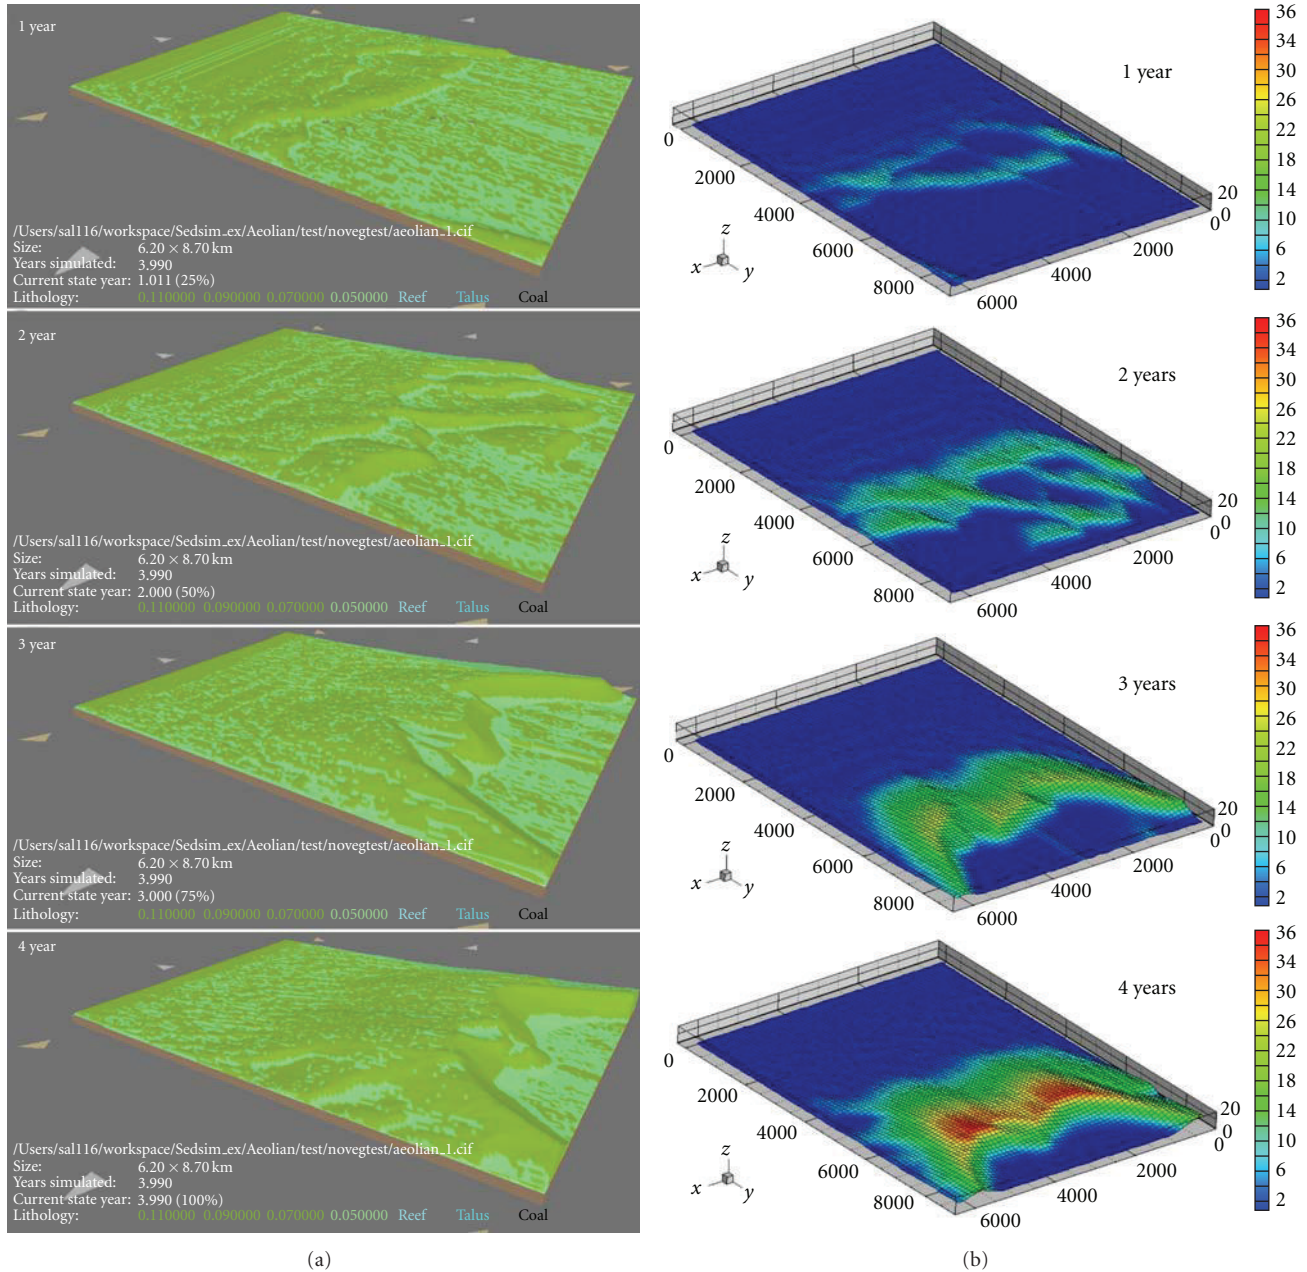 1 year
/Users/sal116/workspace/Sedsim_ex/Aeolian/test/novegtest/aeolian_1.cif
Size: 6.20 × 8.70 km
Years simulated: 3.990
Current state year: 1.011 (25%)
Lithology: 0.110000 0.090000 0.070000 0.050000 Reef Talus Coal
2 year
/Users/sal116/workspace/Sedsim_ex/Aeolian/test/novegtest/aeolian_1.cif
Size: 6.20 × 8.70 km
Years simulated: 3.990
Current state year: 2.000 (50%)
Lithology: 0.110000 0.090000 0.070000 0.050000 Reef Talus Coal
3 year
/Users/sal116/workspace/Sedsim_ex/Aeolian/test/novegtest/aeolian_1.cif
Size: 6.20 × 8.70 km
Years simulated: 3.990
Current state year: 3.000 (75%)
Lithology: 0.110000 0.090000 0.070000 0.050000 Reef Talus Coal
4 year
/Users/sal116/workspace/Sedsim_ex/Aeolian/test/novegtest/aeolian_1.cif
Size: 6.20 × 8.70 km
Years simulated: 3.990
Current state year: 3.990 (100%)
Lithology: 0.110000 0.090000 0.070000 0.050000 Reef Talus Coal
(a)
1 year
0
2000
4000
6000
8000
20
0
2000
4000
6000
z
x
y
36
34
30
26
22
18
14
10
6
2
2 years
0
2000
4000
6000
8000
20
0
2000
4000
6000
z
x
y
36
34
30
26
22
18
14
10
6
2
3 years
0
2000
4000
6000
8000
20
0
2000
4000
6000
z
x
y
36
34
30
26
22
18
14
10
6
2
4 years
0
2000
4000
6000
8000
20
0
2000
4000
6000
z
x
y
36
34
30
26
22
18
14
10
6
2
(b)